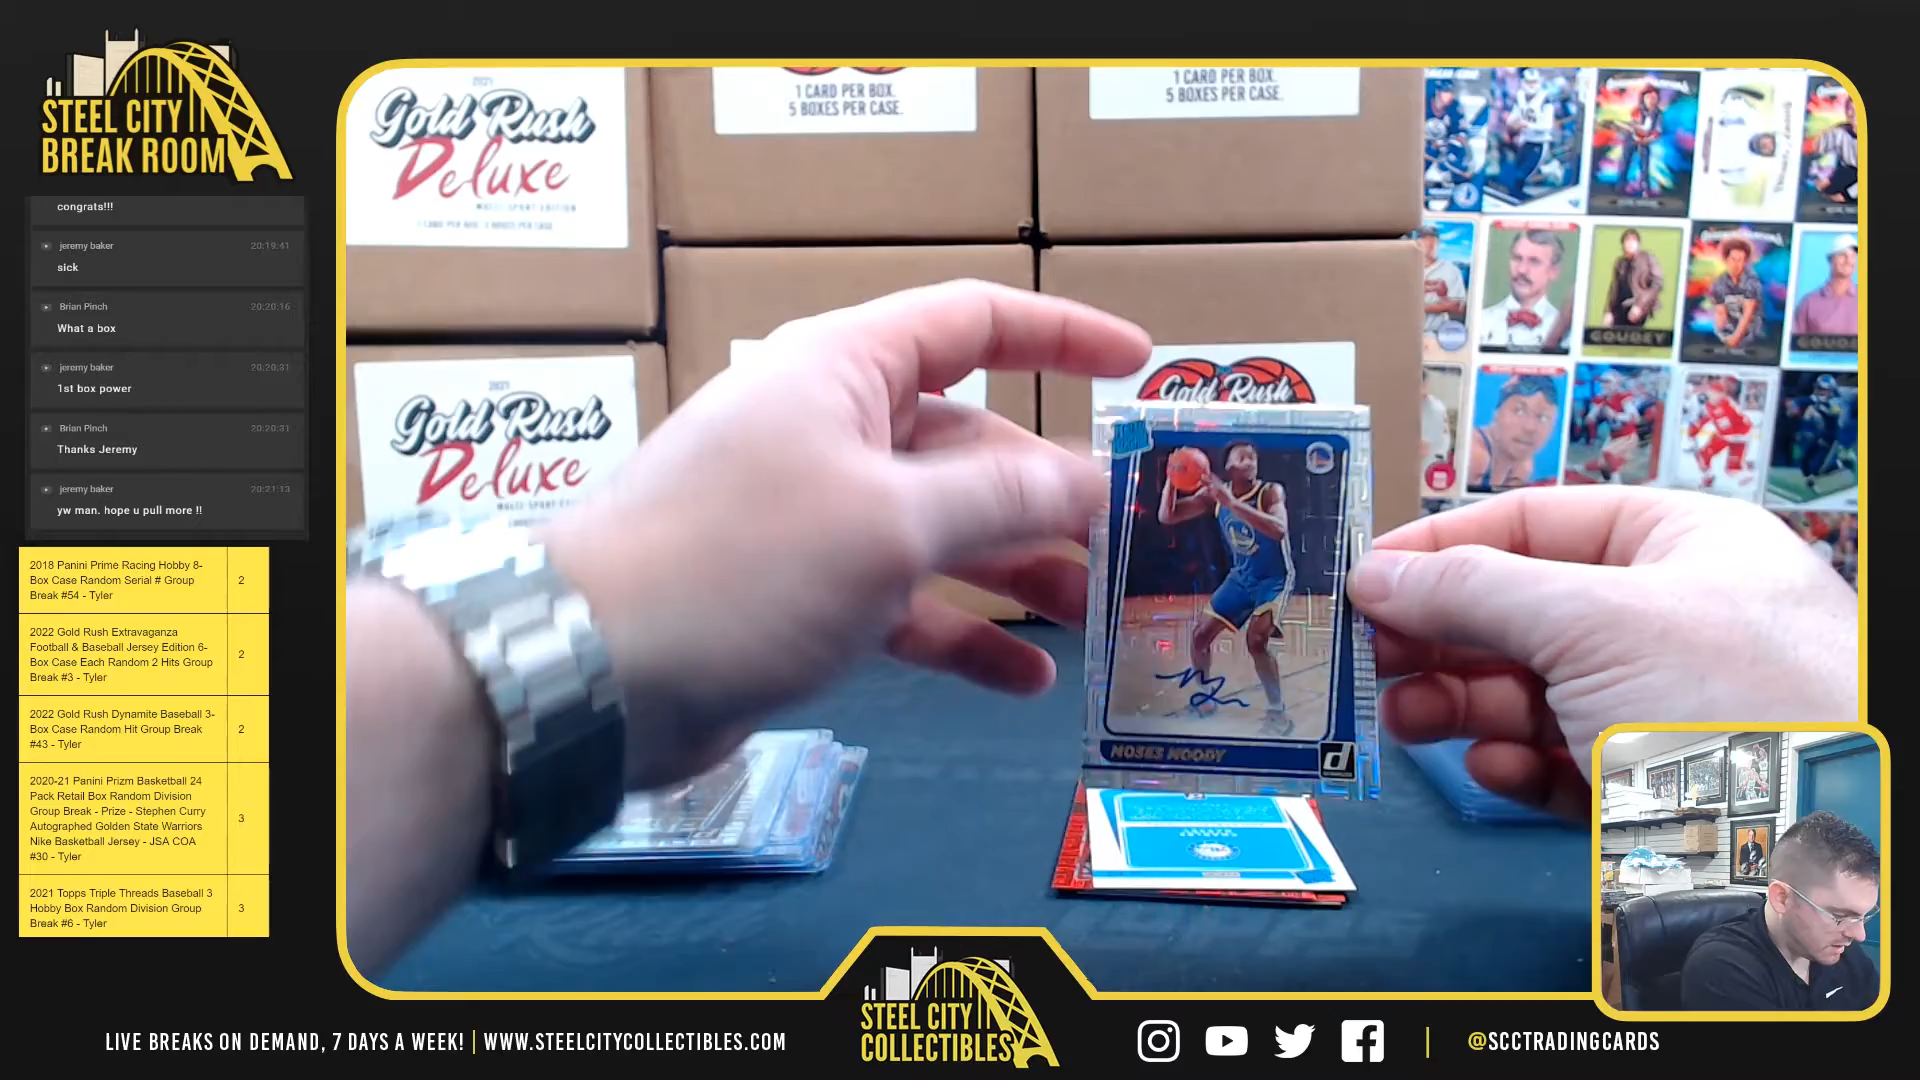 STEEL CITY
BREAK ROOM
congrats!!!
jeremy baker 20:19:41
sick
Brian Pinch 20:20:16
What a box
jeremy baker 20:20:31
1st box power
Brian Pinch 20:20:31
Thanks Jeremy
jeremy baker 20:21:13
yw man. hope u pull more !!
2018 Panini Prime Racing Hobby 8-
Box Case Random Serial # Group
Break #54 - Tyler
2
2022 Gold Rush Extravaganza
Football & Baseball Jersey Edition 6-
Box Case Each Random 2 Hits Group
Break #3 - Tyler
2
2022 Gold Rush Dynamite Baseball 3-
Box Case Random Hit Group Break
#43 - Tyler
2
2020-21 Panini Prizm Basketball 24
Pack Retail Box Random Division
Group Break - Prize - Stephen Curry
Autographed Golden State Warriors
Nike Basketball Jersey - JSA COA
#30 - Tyler
3
2021 Topps Triple Threads Baseball 3
Hobby Box Random Division Group
Break #6 - Tyler
3
2021
Gold Rush
Deluxe
MULTI-SPORT EDITION
1 CARD PER BOX.
5 BOXES PER CASE.
1 CARD PER BOX.
5 BOXES PER CASE.
2021
Gold Rush
Deluxe
Gold Rush
GOUDEY
MOSES MOODY
d
LIVE BREAKS ON DEMAND, 7 DAYS A WEEK! | WWW.STEELCITYCOLLECTIBLES.COM
STEEL CITY
COLLECTIBLES
@SCCTRADINGCARDS